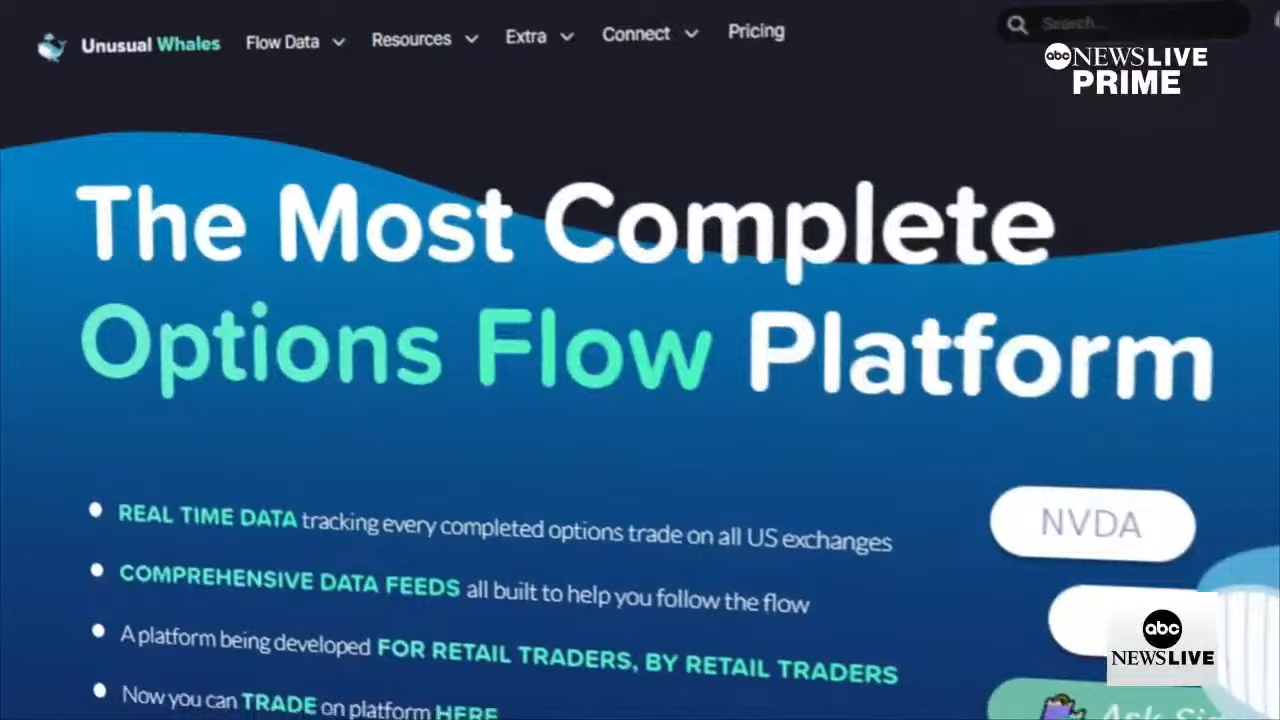 Unusual Whales Flow Data Resources Extra Connect Pricing Search...
abc NEWS LIVE
PRIME
The Most Complete
Options Flow Platform
REAL TIME DATA tracking every completed options trade on all US exchanges
NVDA
COMPREHENSIVE DATA FEEDS all built to help you follow the flow
A platform being developed FOR RETAIL TRADERS, BY RETAIL TRADERS
abc
NEWS LIVE
Now you can TRADE on platform HERE
Ask